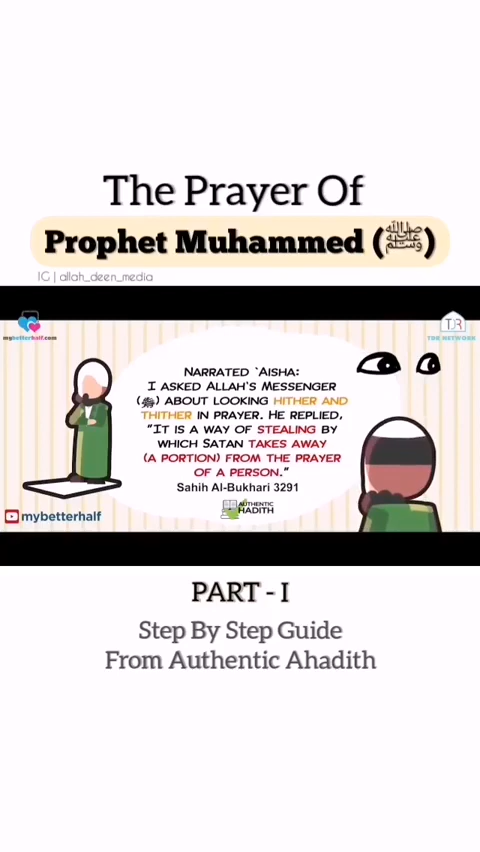 The Prayer Of
Prophet Muhammed (ﷺ)
IG | allah_deen_media
mybetterhalf.com
TDR NETWORK
NARRATED `AISHA:
I ASKED ALLAH'S MESSENGER
(ﷺ) ABOUT LOOKING HITHER AND
THITHER IN PRAYER. HE REPLIED,
"IT IS A WAY OF STEALING BY
WHICH SATAN TAKES AWAY
(A PORTION) FROM THE PRAYER
OF A PERSON."
Sahih Al-Bukhari 3291
AUTHENTIC
HADITH
mybetterhalf
PART - I
Step By Step Guide
From Authentic Ahadith